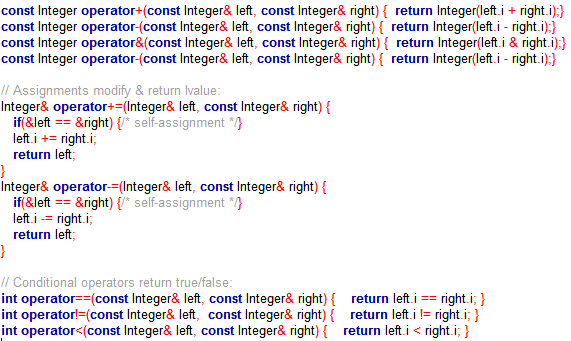 const Integer operator+(const Integer& left, const Integer& right) {  return Integer(left.i + right.i);}
const Integer operator-(const Integer& left, const Integer& right) {  return Integer(left.i - right.i);}
const Integer operator&(const Integer& left, const Integer& right) {  return Integer(left.i & right.i);}
const Integer operator-(const Integer& left, const Integer& right) {  return Integer(left.i - right.i);}

// Assignments modify & return lvalue:
Integer& operator+=(Integer& left, const Integer& right) {
    if(&left == &right) {/* self-assignment */}
    left.i += right.i;
    return left;
}
Integer& operator-=(Integer& left, const Integer& right) {
    if(&left == &right) {/* self-assignment */}
    left.i -= right.i;
    return left;
}

// Conditional operators return true/false:
int operator==(const Integer& left, const Integer& right) {    return left.i == right.i; }
int operator!=(const Integer& left,  const Integer& right) {    return left.i != right.i; }
int operator<(const Integer& left, const Integer& right) {    return left.i < right.i; }